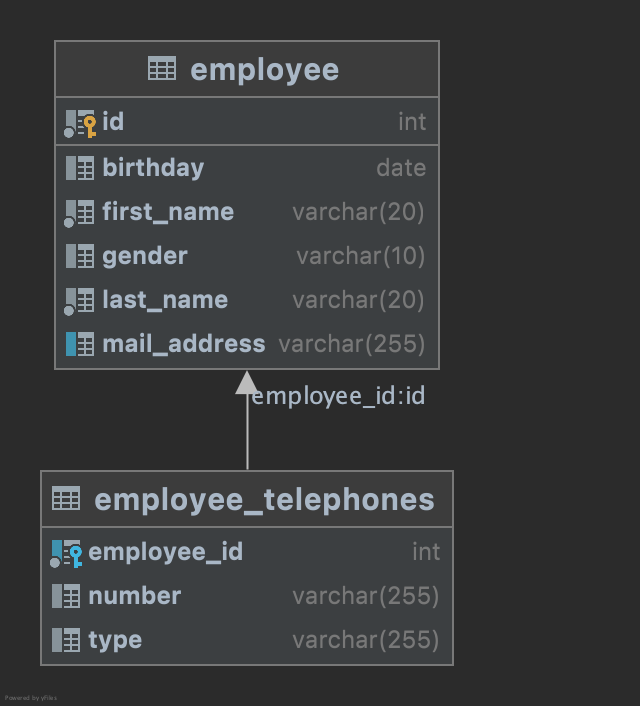 employee
id int
birthday date
first_name varchar(20)
gender varchar(10)
last_name varchar(20)
mail_address varchar(255)
employee_id:id
employee_telephones
employee_id int
number varchar(255)
type varchar(255)
Powered by yFiles